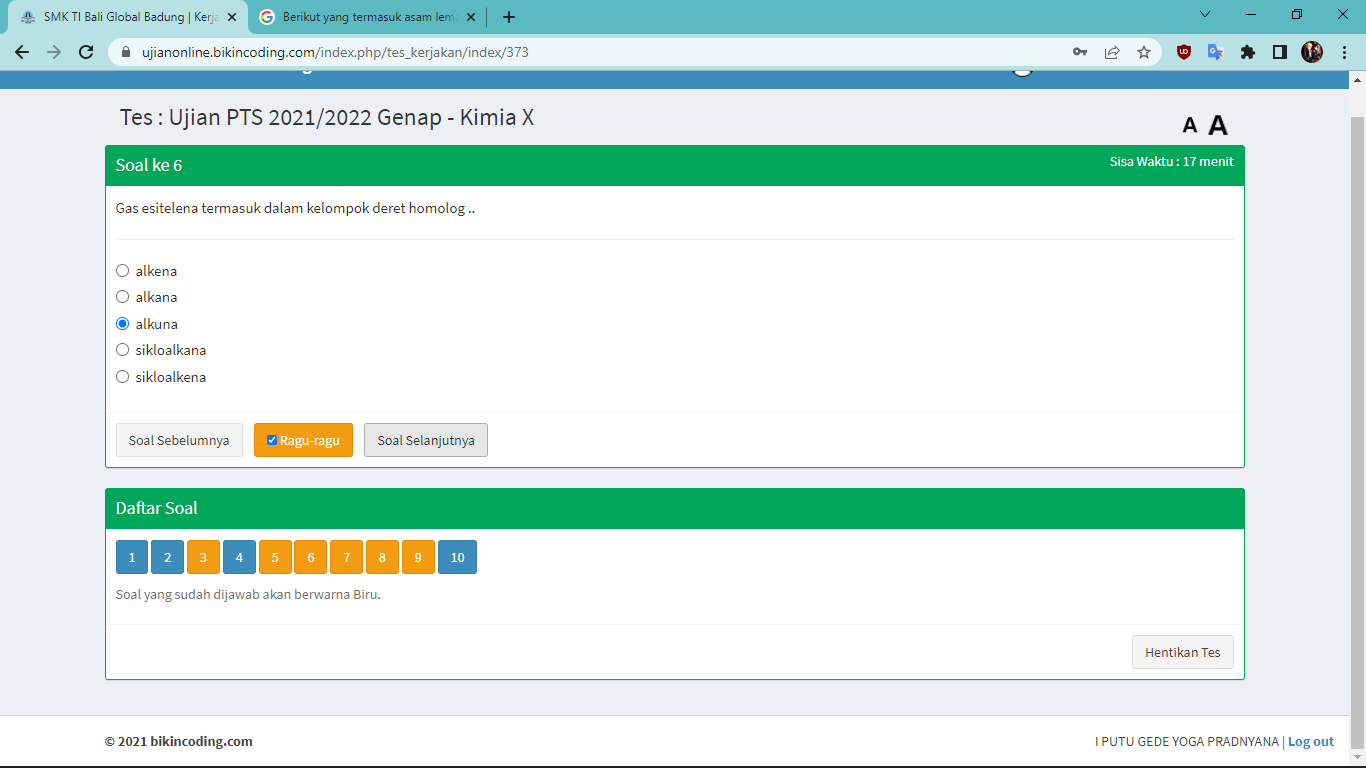 SMK TI Bali Global Badung | Kerja
Berikut yang termasuk asam lema
ujianonline.bikincoding.com/index.php/tes_kerjakan/index/373
Tes : Ujian PTS 2021/2022 Genap - Kimia X
A A
Soal ke 6
Sisa Waktu : 17 menit
Gas esitelena termasuk dalam kelompok deret homolog ..
alkena
alkana
alkuna
sikloalkana
sikloalkena
Soal Sebelumnya
Ragu-ragu
Soal Selanjutnya
Daftar Soal
1 2 3 4 5 6 7 8 9 10
Soal yang sudah dijawab akan berwarna Biru.
Hentikan Tes
© 2021 bikincoding.com
I PUTU GEDE YOGA PRADNYANA | Log out